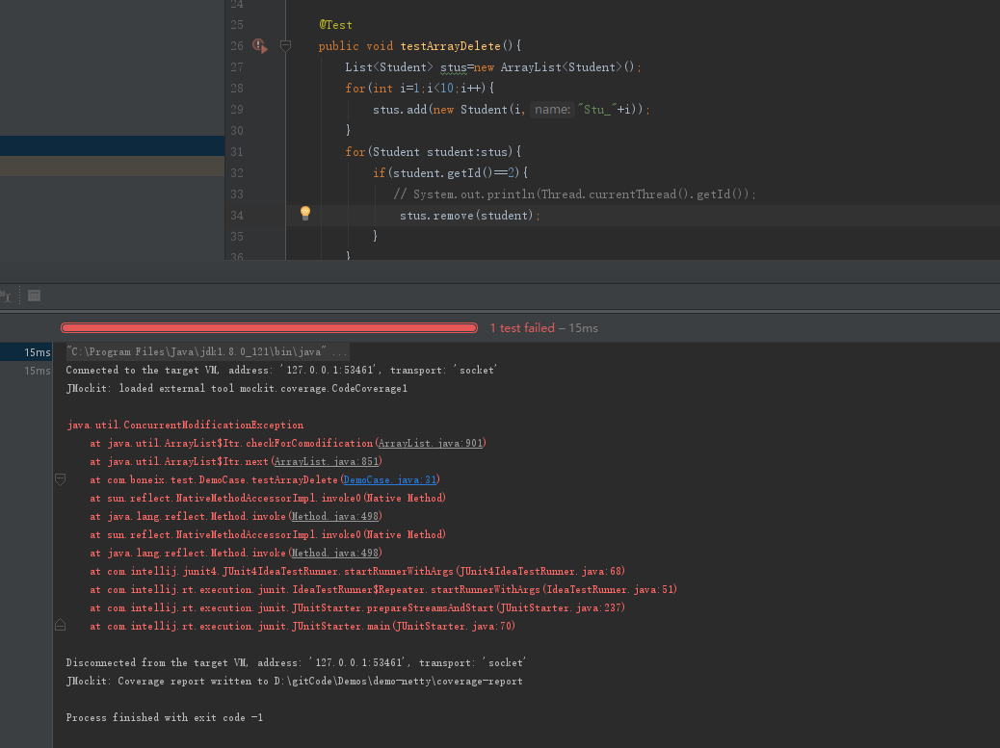 24
25 @Test
26 public void testArrayDelete(){
27 List<Student> stus=new ArrayList<Student>();
28 for(int i=1;i<10;i++){
29 stus.add(new Student(i, name: "Stu_"+i));
30 }
31 for(Student student:stus){
32 if(student.getId()==2){
33 // System.out.println(Thread.currentThread().getId());
34 stus.remove(student);
35 }
36 }
1 test failed – 15ms
15ms "C:\Program Files\Java\jdk1.8.0_121\bin\java" ...
15ms Connected to the target VM, address: '127.0.0.1:53461', transport: 'socket'
JMockit: loaded external tool mockit.coverage.CodeCoverage1
java.util.ConcurrentModificationException
at java.util.ArrayList$Itr.checkForComodification(ArrayList.java:901)
at java.util.ArrayList$Itr.next(ArrayList.java:851)
at com.boneix.test.DemoCase.testArrayDelete(DemoCase.java:31)
at sun.reflect.NativeMethodAccessorImpl.invoke0(Native Method)
at java.lang.reflect.Method.invoke(Method.java:498)
at sun.reflect.NativeMethodAccessorImpl.invoke0(Native Method)
at java.lang.reflect.Method.invoke(Method.java:498)
at com.intellij.junit4.JUnit4IdeaTestRunner.startRunnerWithArgs(JUnit4IdeaTestRunner.java:68)
at com.intellij.rt.execution.junit.IdeaTestRunner$Repeater.startRunnerWithArgs(IdeaTestRunner.java:51)
at com.intellij.rt.execution.junit.JUnitStarter.prepareStreamsAndStart(JUnitStarter.java:237)
at com.intellij.rt.execution.junit.JUnitStarter.main(JUnitStarter.java:70)
Disconnected from the target VM, address: '127.0.0.1:53461', transport: 'socket'
JMockit: Coverage report written to D:\gitCode\Demos\demo-netty\coverage-report
Process finished with exit code -1